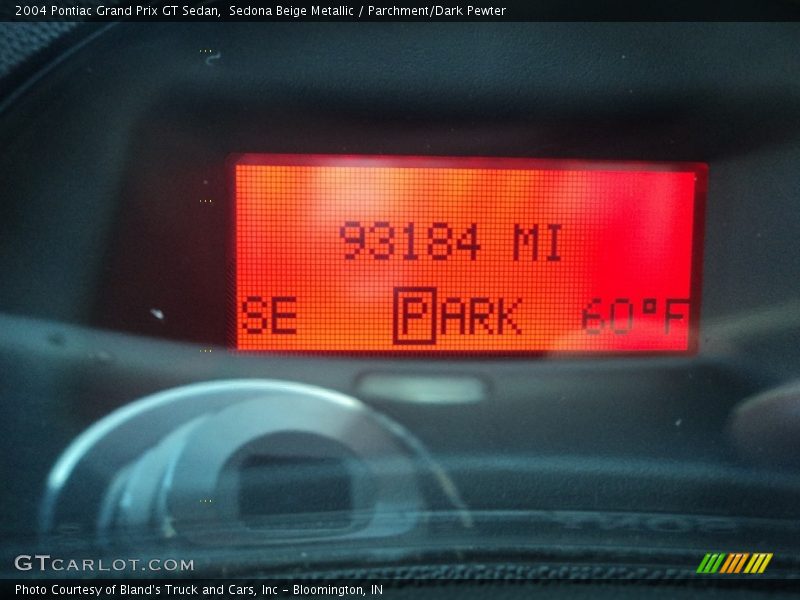 2004 Pontiac Grand Prix GT Sedan, Sedona Beige Metallic / Parchment/Dark Pewter
93184 MI
SE PARK 60°F
GTCARLOT.COM
Photo Courtesy of Bland's Truck and Cars, Inc - Bloomington, IN